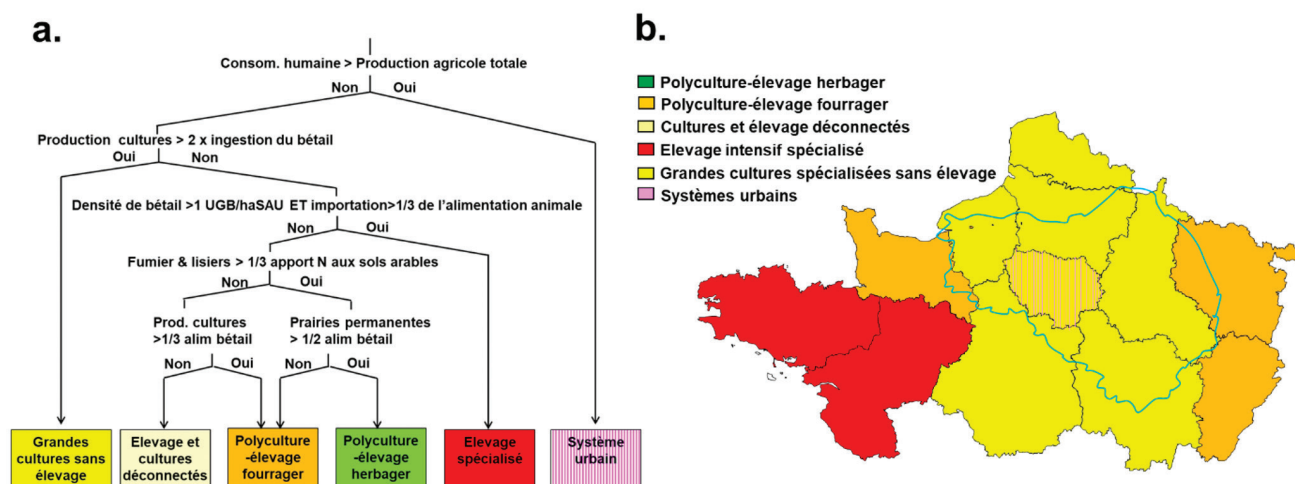 a.
Consom. humaine > Production agricole totale
Non Oui
Production cultures > 2 x ingestion du bétail
Oui Non
Densité de bétail >1 UGB/haSAU ET importation>1/3 de l'alimentation animale
Non Oui
Fumier & lisiers > 1/3 apport N aux sols arables
Non Oui
Prod. cultures
>1/3 alim bétail
Prairies permanentes
> 1/2 alim bétail
Non Oui
Non Oui
Grandes
cultures sans
élevage
Elevage et
cultures
déconnectés
Polyculture
-élevage
fourrager
Polyculture
-élevage
herbager
Elevage
spécialisé
Système
urbain
b.
Polyculture-élevage herbager
Polyculture-élevage fourrager
Cultures et élevage déconnectés
Elevage intensif spécialisé
Grandes cultures spécialisées sans élevage
Systèmes urbains